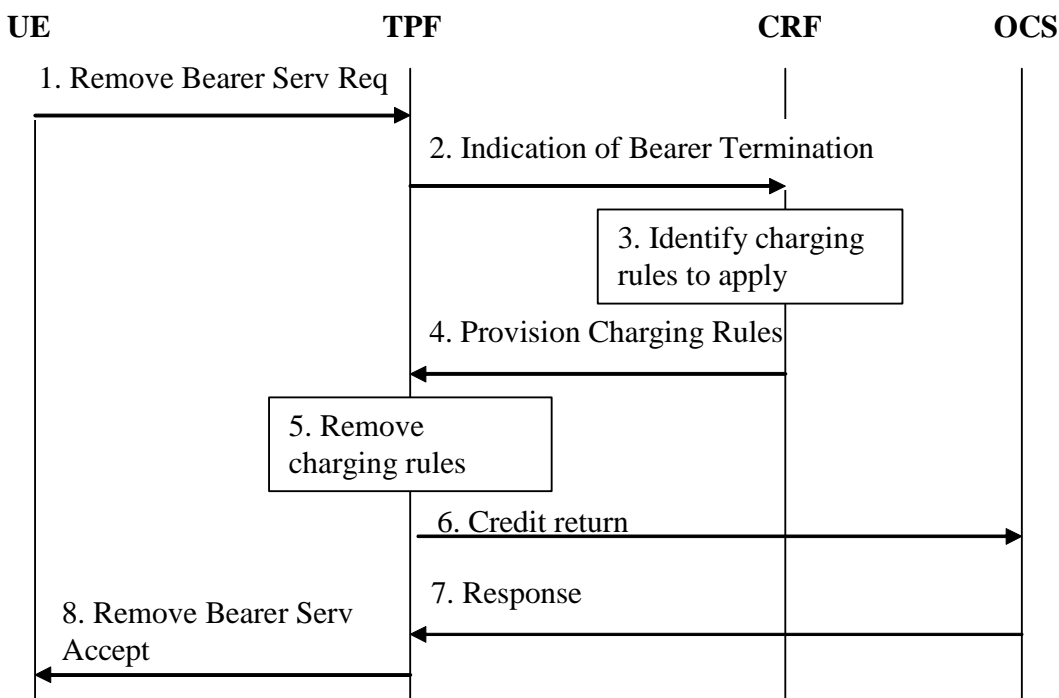 UE TPF CRF OCS
1. Remove Bearer Serv Req
2. Indication of Bearer Termination
3. Identify charging
rules to apply
4. Provision Charging Rules
5. Remove
charging rules
6. Credit return
7. Response
8. Remove Bearer Serv
Accept